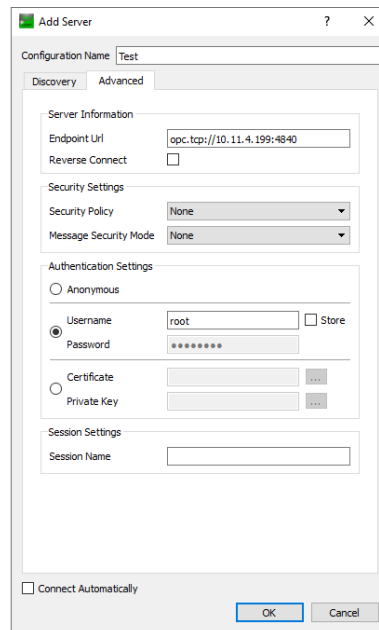 Add Server
Configuration Name Test
Discovery Advanced
Server Information
Endpoint Url opc.tcp://10.11.4.199:4840
Reverse Connect
Security Settings
Security Policy None
Message Security Mode None
Authentication Settings
Anonymous
Username root Store
Password ●●●●●●●●
Certificate ...
Private Key ...
Session Settings
Session Name
Connect Automatically
OK Cancel